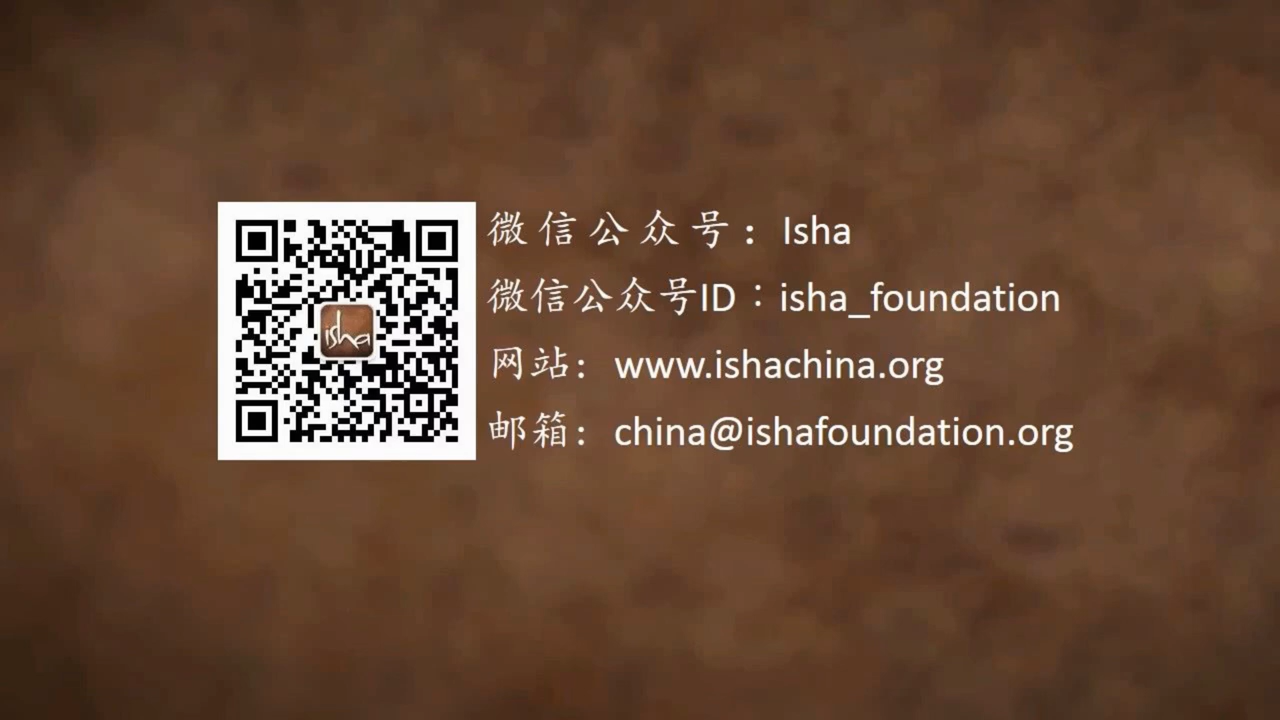 微信公众号：Isha
微信公众号ID：isha_foundation
网站：www.ishachina.org
邮箱：china@ishafoundation.org
isha